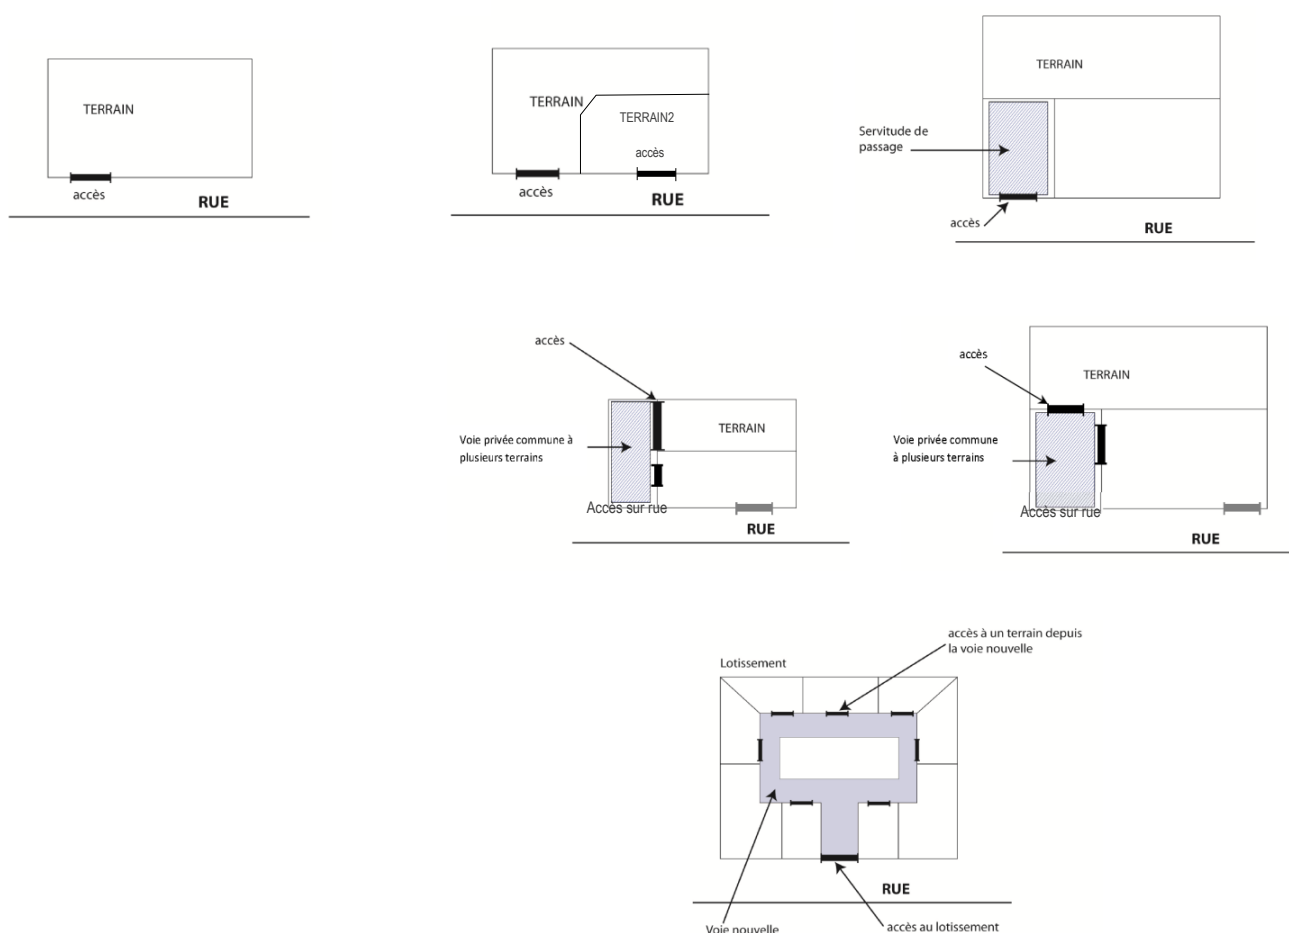 TERRAIN
accès
RUE
TERRAIN
TERRAIN2
accès
accès
RUE
TERRAIN
Servitude de
passage
accès
RUE
accès
TERRAIN
Voie privée commune à
plusieurs terrains
Accès sur rue
RUE
accès
TERRAIN
Voie privée commune
à plusieurs terrains
Accès sur rue
RUE
accès à un terrain depuis
la voie nouvelle
Lotissement
RUE
Voie nouvelle
accès au lotissement